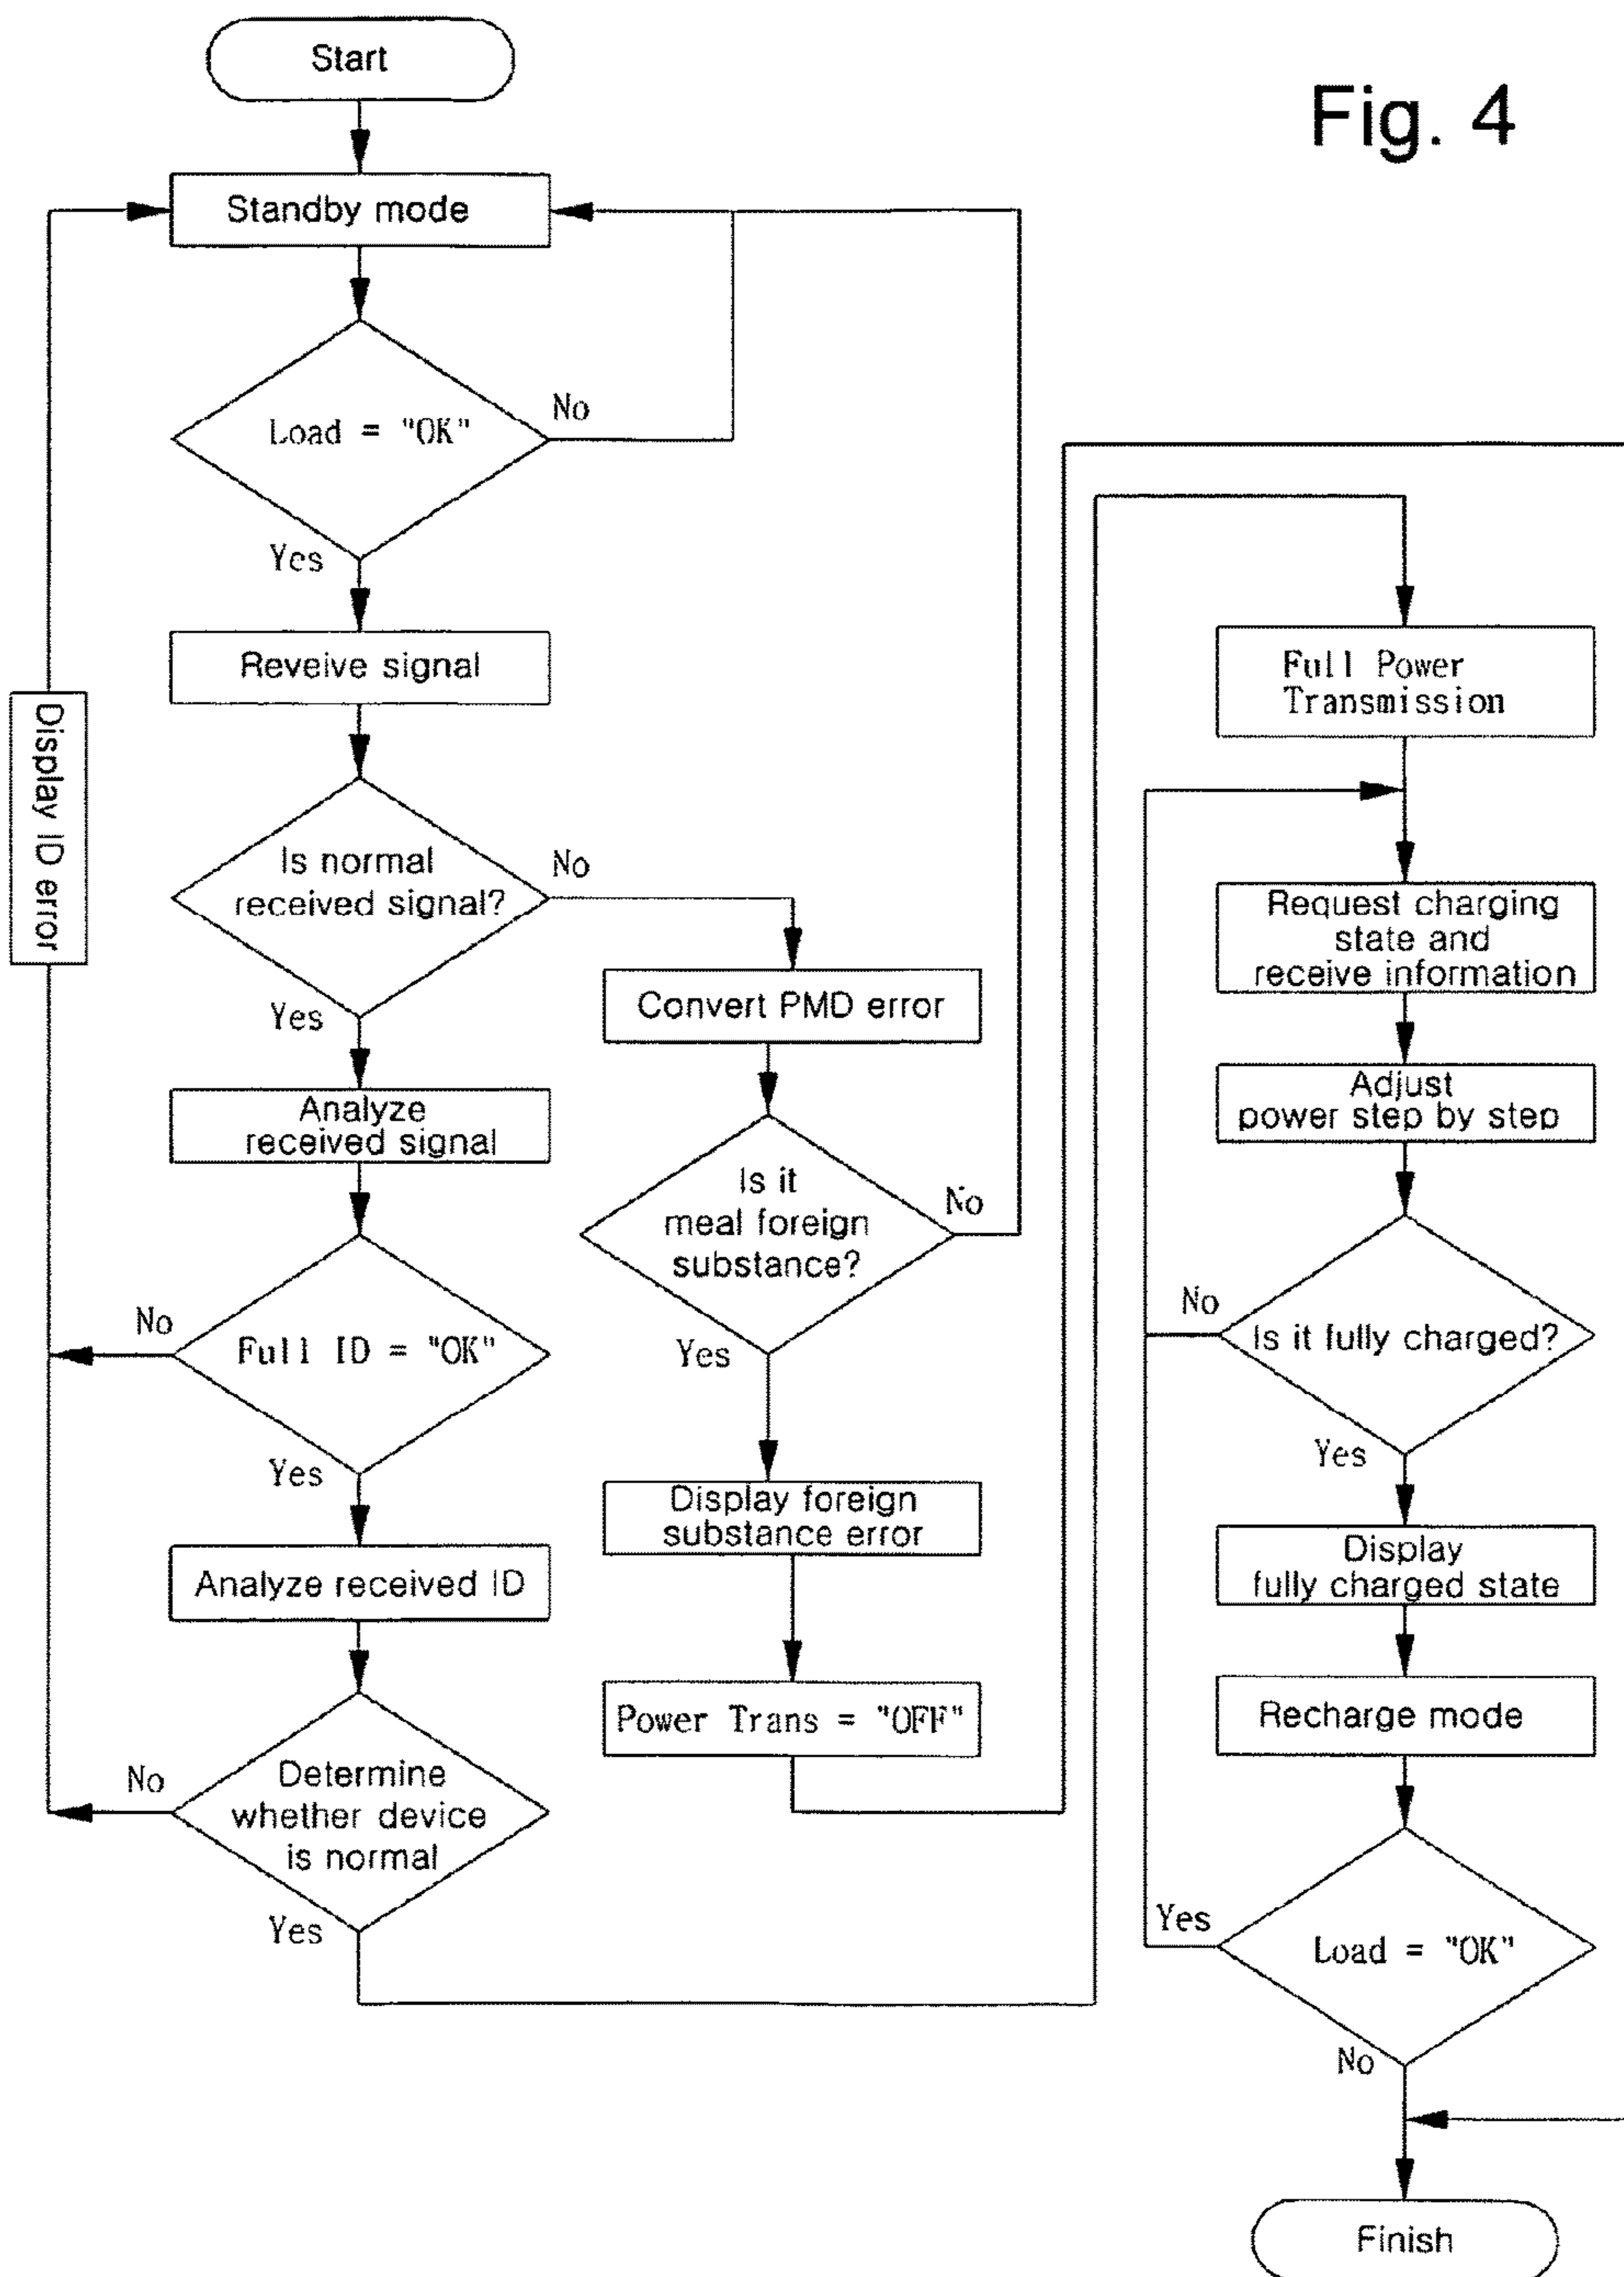 Fig. 4
Start
Standby mode
Load = "OK"
No
Yes
Reveive signal
Display ID error
Is normal
received signal?
No
Yes
Convert PMD error
Analyze
received signal
Is it
meal foreign
substance?
No
Yes
Full ID = "OK"
No
Yes
Display foreign
substance error
Analyze received ID
Power Trans = "OFF"
Determine
whether device
is normal
No
Yes
Full Power
Transmission
Request charging
state and
receive information
Adjust
power step by step
Is it fully charged?
No
Yes
Display
fully charged state
Recharge mode
Load = "OK"
Yes
No
Finish